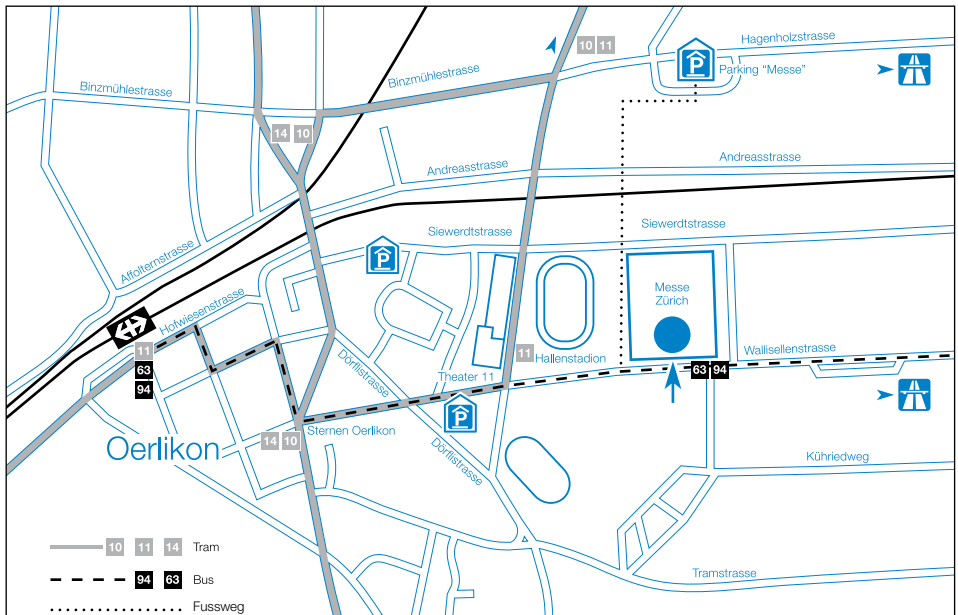 10 11
Hagenholzstrasse
P
Parking "Messe"
Binzmühlestrasse
Binzmühlestrasse
14 10
Andreasstrasse
Andreasstrasse
Affolternstrasse
Siewerdtstrasse
Siewerdtstrasse
P
Messe
Zürich
Hofwiesenstrasse
11
63
94
11
Hallenstadion
Wallisellenstrasse
Dörflistrasse
Theater 11
63 94
P
Sternen Oerlikon
14 10
Oerlikon
Dörflistrasse
Kühriedweg
Tramstrasse
10 11 14 Tram
94 63 Bus
Fussweg